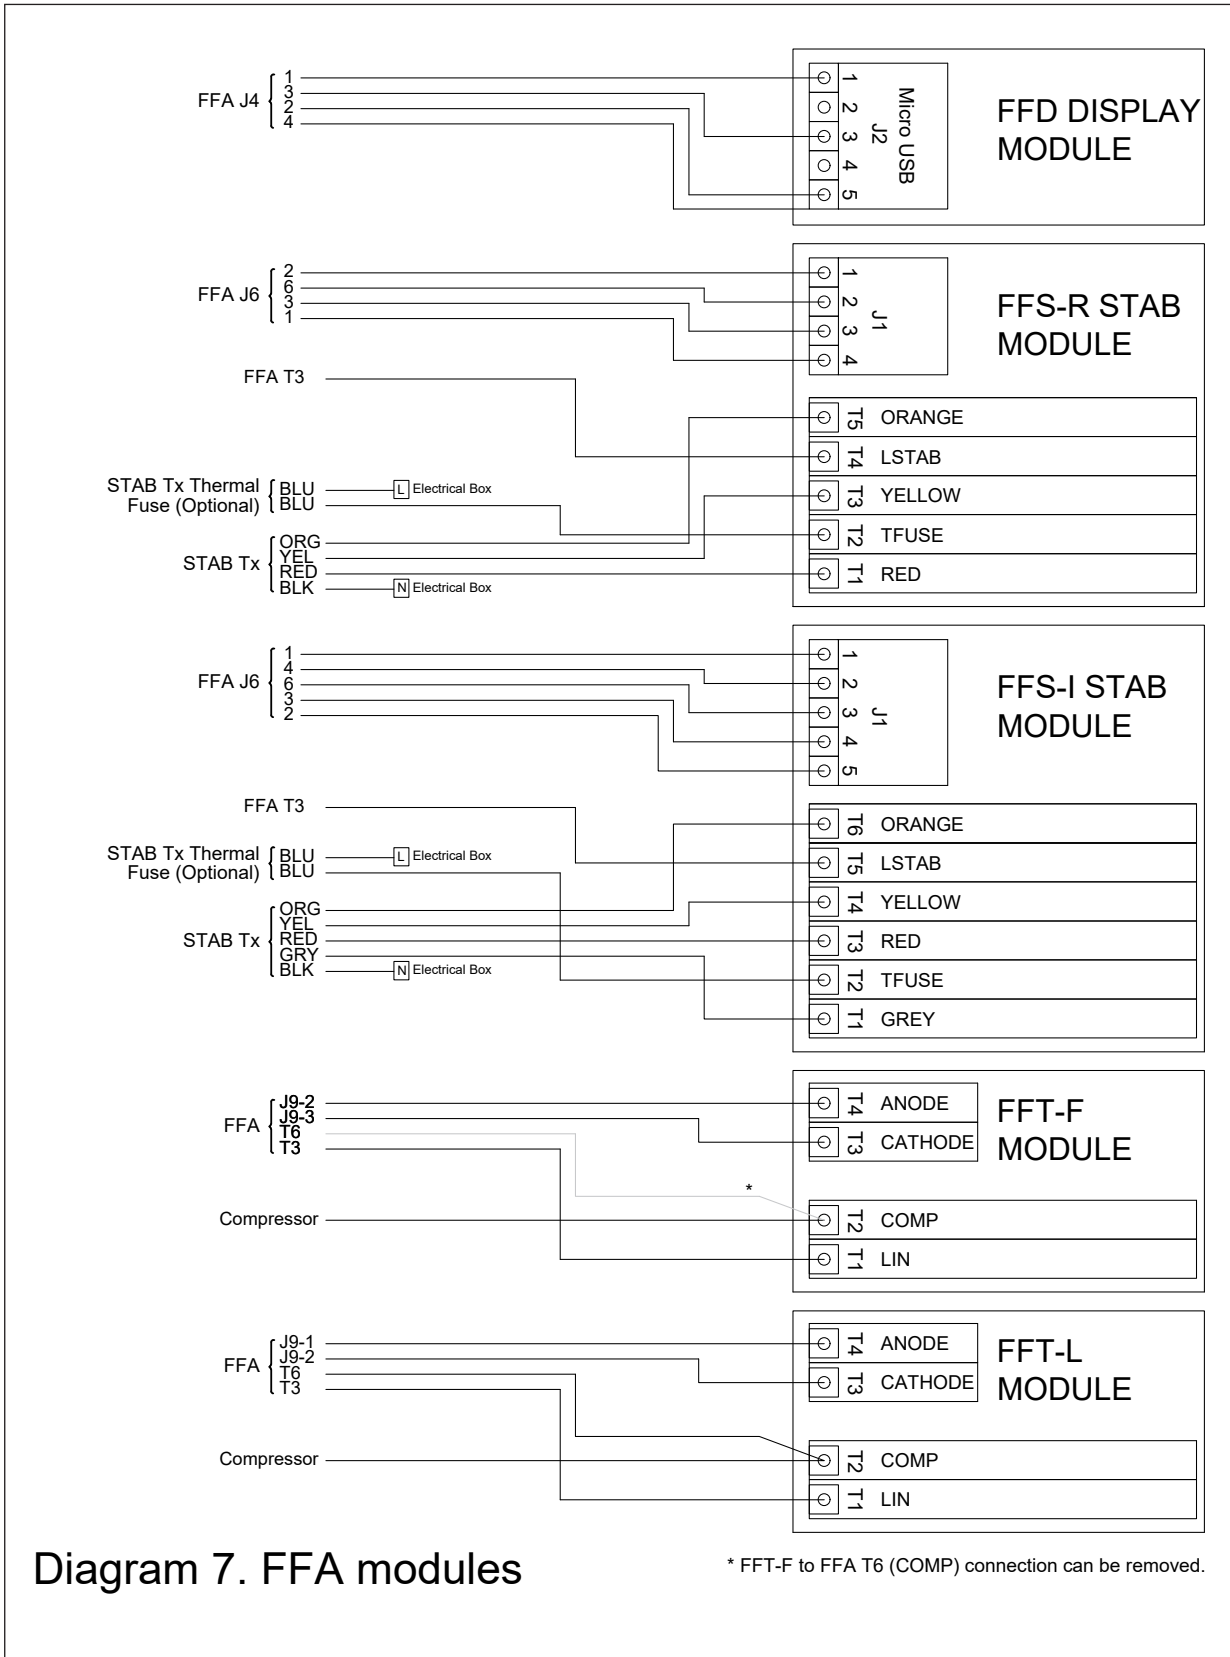 FFA J4
1
3
2
4
1
2
3
4
5
Micro USB
J2
FFD DISPLAY
MODULE
FFA J6
2
6
3
1
1
2
3
4
J1
FFS-R STAB
MODULE
FFA T3
STAB Tx Thermal
Fuse (Optional)
BLU
BLU
L Electrical Box
STAB Tx
ORG
YEL
RED
BLK
N Electrical Box
T5 ORANGE
T4 LSTAB
T3 YELLOW
T2 TFUSE
T1 RED
FFA J6
1
4
6
3
2
1
2
3
4
5
J1
FFS-I STAB
MODULE
FFA T3
STAB Tx Thermal
Fuse (Optional)
BLU
BLU
L Electrical Box
STAB Tx
ORG
YEL
RED
GRY
BLK
N Electrical Box
T6 ORANGE
T5 LSTAB
T4 YELLOW
T3 RED
T2 TFUSE
T1 GREY
FFA
J9-2
J9-3
T6
T3
*
Compressor
T4 ANODE
T3 CATHODE
T2 COMP
T1 LIN
FFT-F
MODULE
FFA
J9-1
J9-2
T6
T3
Compressor
T4 ANODE
T3 CATHODE
T2 COMP
T1 LIN
FFT-L
MODULE
Diagram 7. FFA modules
* FFT-F to FFA T6 (COMP) connection can be removed.